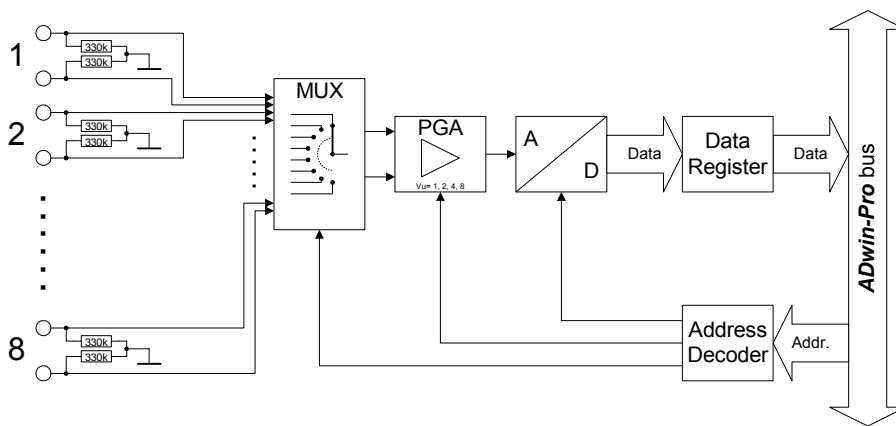 1
330k
330k
2
330k
330k
8
330k
330k
MUX
PGA
Vu= 1, 2, 4, 8
A
D
Data
Data
Register
Data
Address
Decoder
Addr.
ADwin-Pro bus